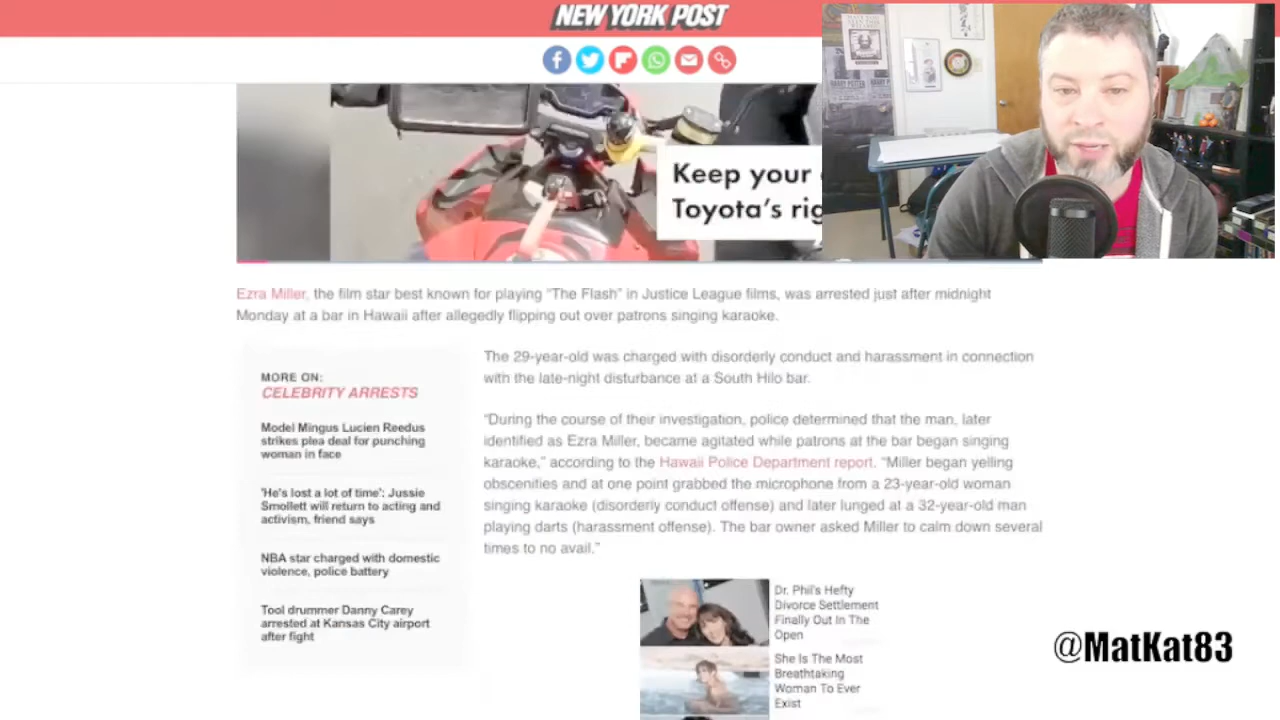 NEW YORK POST
Keep your
Toyota's rig
Ezra Miller, the film star best known for playing "The Flash" in Justice League films, was arrested just after midnight
Monday at a bar in Hawaii after allegedly flipping out over patrons singing karaoke.
MORE ON:
CELEBRITY ARRESTS
Model Mingus Lucien Reedus
strikes plea deal for punching
woman in face
'He's lost a lot of time': Jussie
Smollett will return to acting and
activism, friend says
NBA star charged with domestic
violence, police battery
Tool drummer Danny Carey
arrested at Kansas City airport
after fight
The 29-year-old was charged with disorderly conduct and harassment in connection
with the late-night disturbance at a South Hilo bar.
"During the course of their investigation, police determined that the man, later
identified as Ezra Miller, became agitated while patrons at the bar began singing
karaoke," according to the Hawaii Police Department report. "Miller began yelling
obscenities and at one point grabbed the microphone from a 23-year-old woman
singing karaoke (disorderly conduct offense) and later lunged at a 32-year-old man
playing darts (harassment offense). The bar owner asked Miller to calm down several
times to no avail."
Dr. Phil's Hefty
Divorce Settlement
Finally Out In The
Open
She Is The Most
Breathtaking
Woman To Ever
Exist
@MatKat83